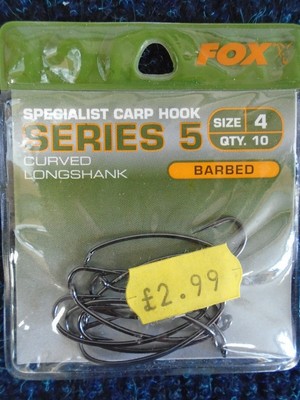 FOX
SPECIALIST CARP HOOK
SERIES 5
SIZE 4
QTY. 10
CURVED
LONGSHANK
BARBED
£2.99